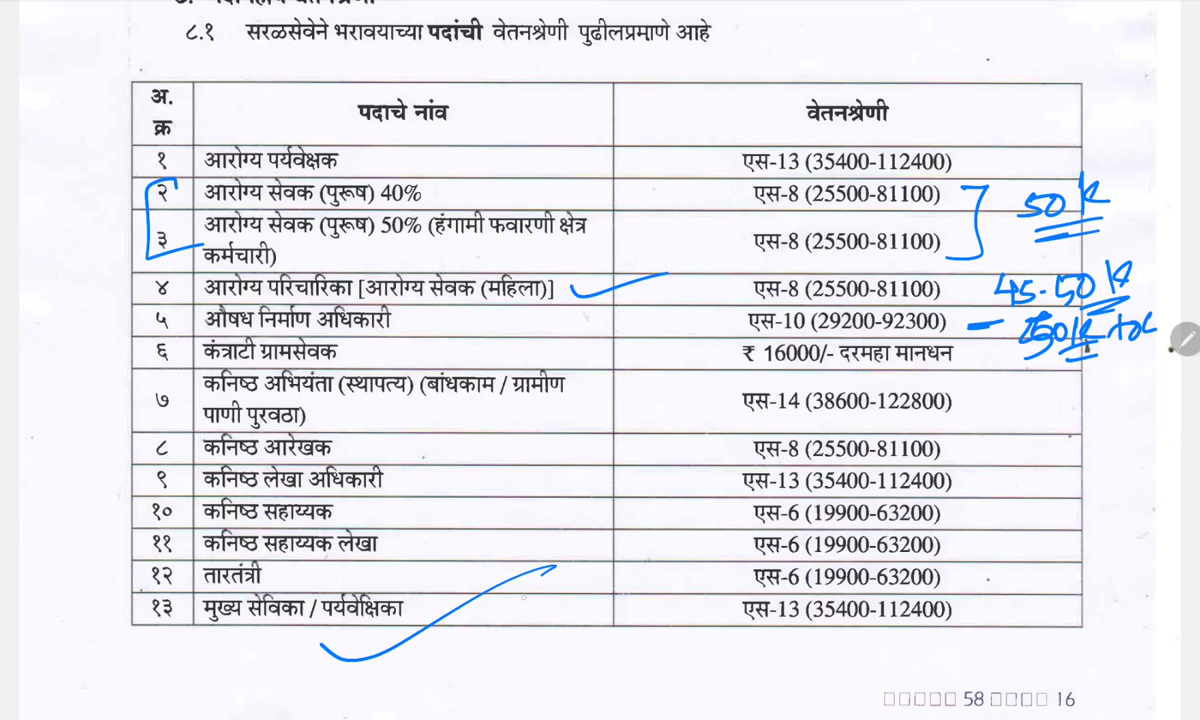 ८.१ सरळसेवेने भरावयाच्या पदांची वेतनश्रेणी पुढीलप्रमाणे आहे
अ. क्र पदाचे नांव वेतनश्रेणी
१ आरोग्य पर्यवेक्षक एस-13 (35400-112400)
२ आरोग्य सेवक (पुरूष) 40% एस-8 (25500-81100)
50 k
३ आरोग्य सेवक (पुरूष) 50% (हंगामी फवारणी क्षेत्र
कर्मचारी) एस-8 (25500-81100)
४ आरोग्य परिचारिका [आरोग्य सेवक (महिला)] एस-8 (25500-81100) 45-50 k
५ औषध निर्माण अधिकारी एस-10 (29200-92300)
६ कंत्राटी ग्रामसेवक ₹ 16000/- दरमहा मानधन
७ कनिष्ठ अभियंता (स्थापत्य) (बांधकाम / ग्रामीण
पाणी पुरवठा) एस-14 (38600-122800)
८ कनिष्ठ आरेखक एस-8 (25500-81100)
९ कनिष्ठ लेखा अधिकारी एस-13 (35400-112400)
१० कनिष्ठ सहाय्यक एस-6 (19900-63200)
११ कनिष्ठ सहाय्यक लेखा एस-6 (19900-63200)
१२ तारतंत्री एस-6 (19900-63200)
१३ मुख्य सेविका / पर्यवेक्षिका एस-13 (35400-112400)
58 16